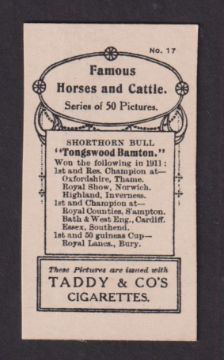 No. 17
Famous
Horses and Cattle.
Series of 50 Pictures.
SHORTHORN BULL
"Tongswood Bamton."
Won the following in 1911:
1st and Res. Champion at—
Oxfordshire, Thame.
Royal Show, Norwich.
Highland, Inverness.
1st and Champion at—
Royal Counties, S'ampton.
Bath & West Eng., Cardiff.
Essex, Southend.
1st and 50 guineas Cup—
Royal Lancs., Bury.
These Pictures are issued with
TADDY & CO'S
CIGARETTES.